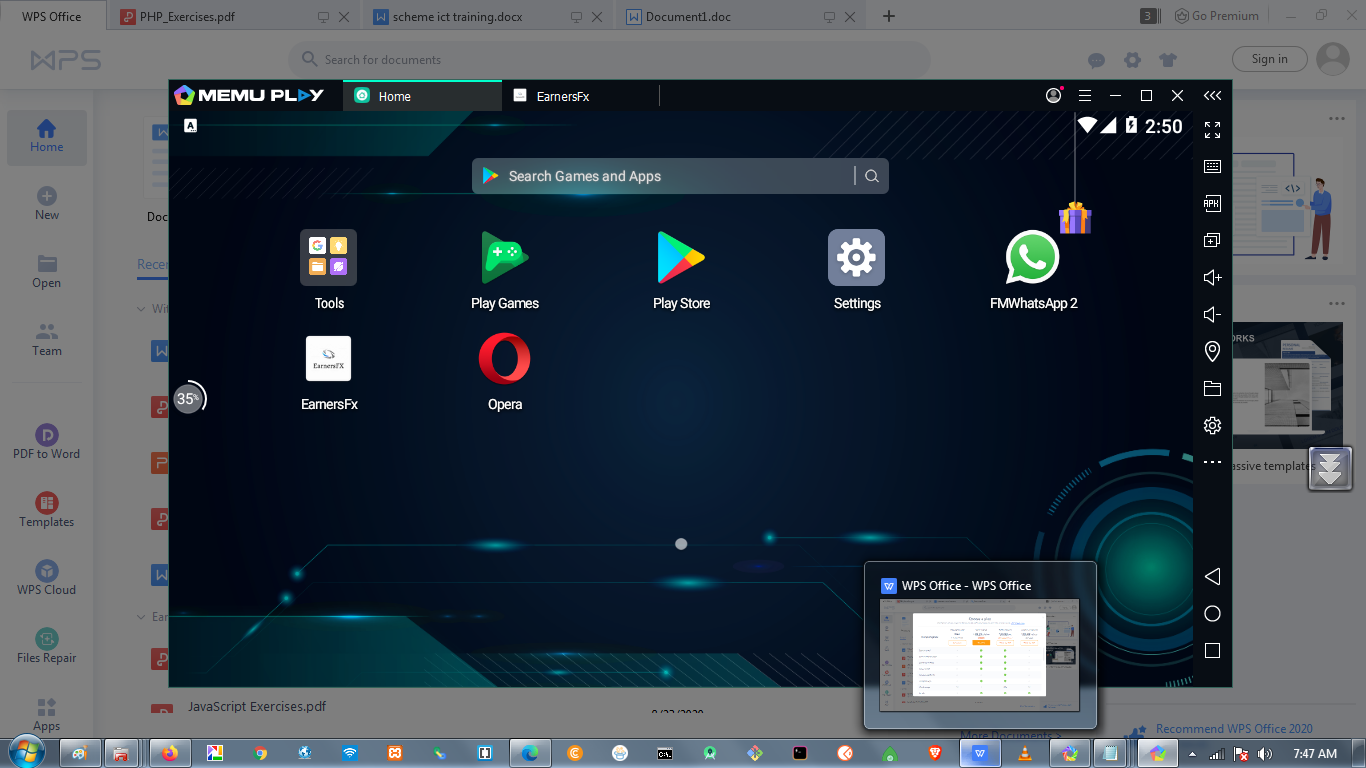 WPS Office
PHP_Exercises.pdf
scheme ict training.docx
Document1.doc
3
Go Premium
WPS
Search for documents
Sign in
MEMU PLAY
Home
EarnersFx
A
2:50
Search Games and Apps
Tools
Play Games
Play Store
Settings
FMWhatsApp 2
EarnersFX
EarnersFx
Opera
35%
APK
Home
New
Open
Team
PDF to Word
Templates
WPS Cloud
Files Repair
Apps
Doc
Recen
Wit
Ear
ORKS
assive templates
WPS Office - WPS Office
JavaScript Exercises.pdf
More Documents >
Recommend WPS Office 2020
C:\
7:47 AM